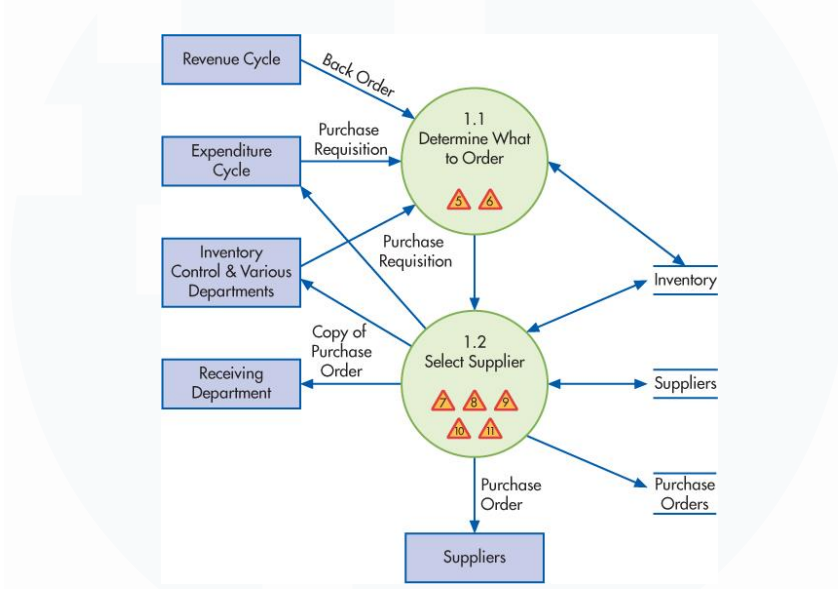 Revenue Cycle
Back Order
1.1
Determine What
to Order
5 6
Purchase
Requisition
Expenditure
Cycle
Inventory
Control & Various
Departments
Purchase
Requisition
Inventory
1.2
Select Supplier
7 8 9
10 11
Copy of
Purchase
Order
Receiving
Department
Suppliers
Purchase
Orders
Purchase
Order
Suppliers